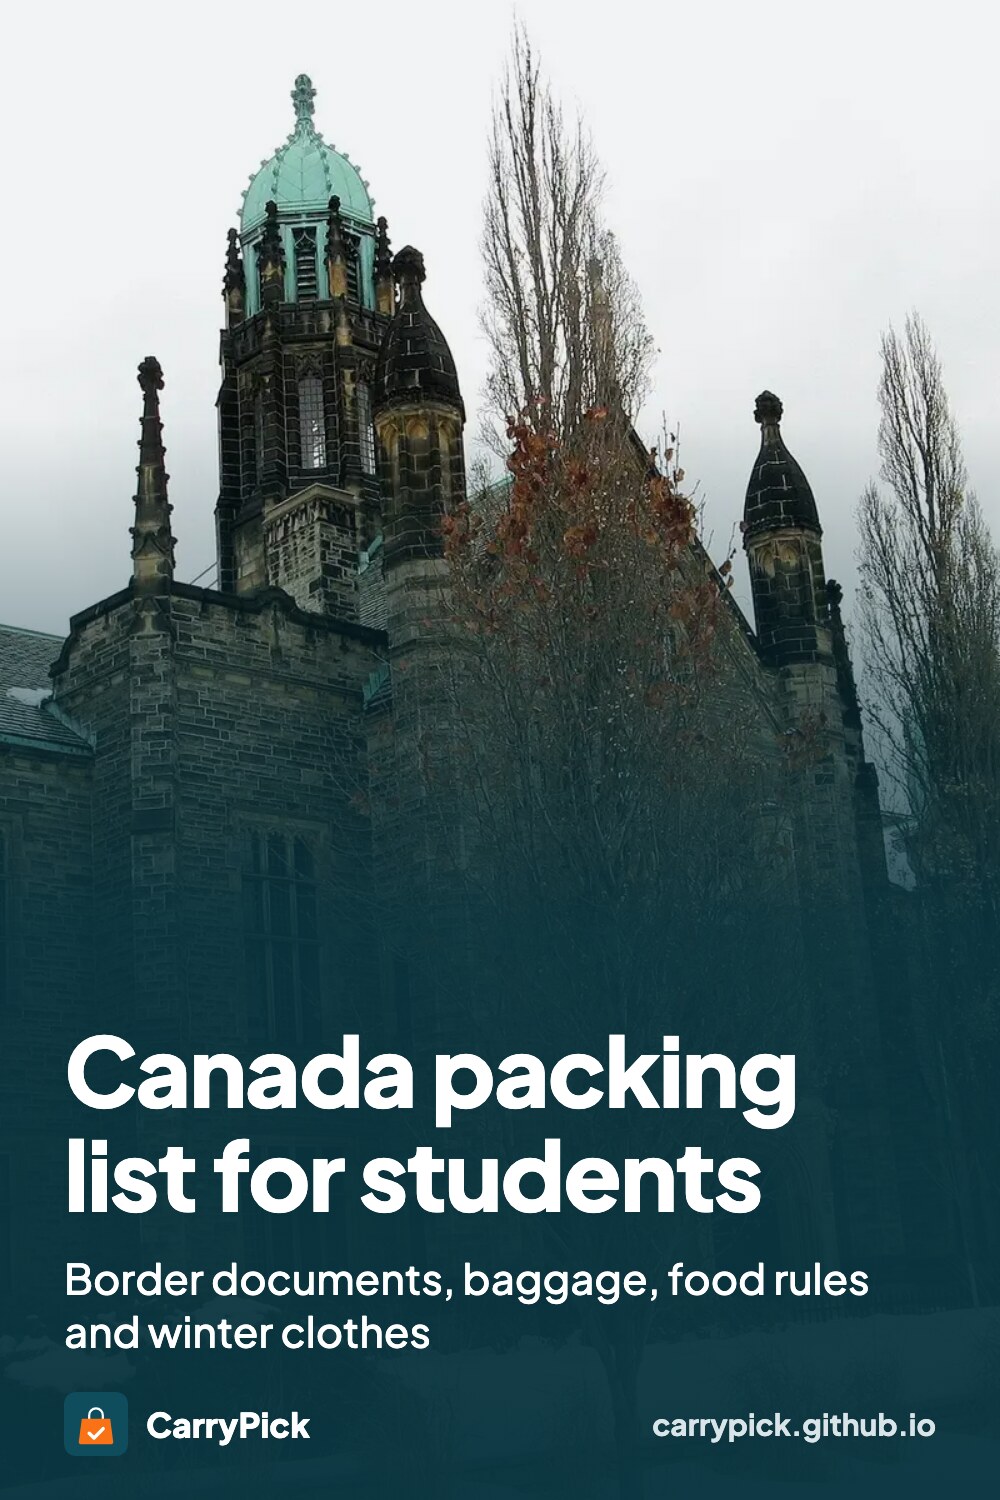 Canada packing
list for students
Border documents, baggage, food rules
and winter clothes
CarryPick
carrypick.github.io